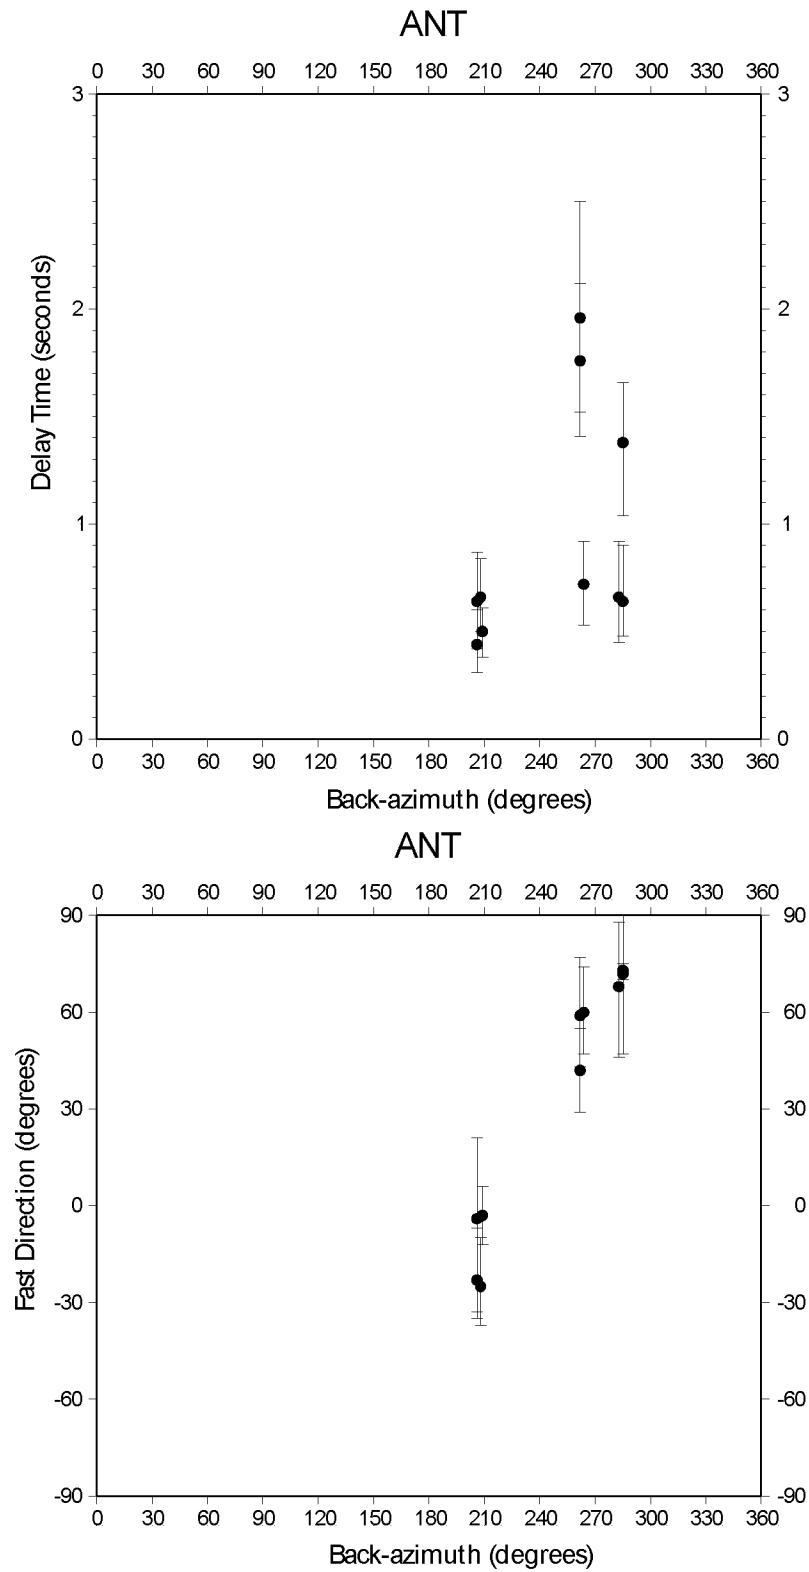 ANT
0 30 60 90 120 150 180 210 240 270 300 330 360
3 3
2 2
1 1
0 0
Delay Time (seconds)
0 30 60 90 120 150 180 210 240 270 300 330 360
Back-azimuth (degrees)
ANT
0 30 60 90 120 150 180 210 240 270 300 330 360
90 90
60 60
30 30
0 0
-30 -30
-60 -60
-90 -90
Fast Direction (degrees)
0 30 60 90 120 150 180 210 240 270 300 330 360
Back-azimuth (degrees)